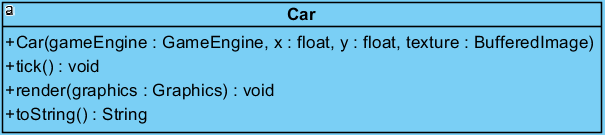 a
Car
+Car(gameEngine : GameEngine, x : float, y : float, texture : BufferedImage)
+tick() : void
+render(graphics : Graphics) : void
+toString() : String